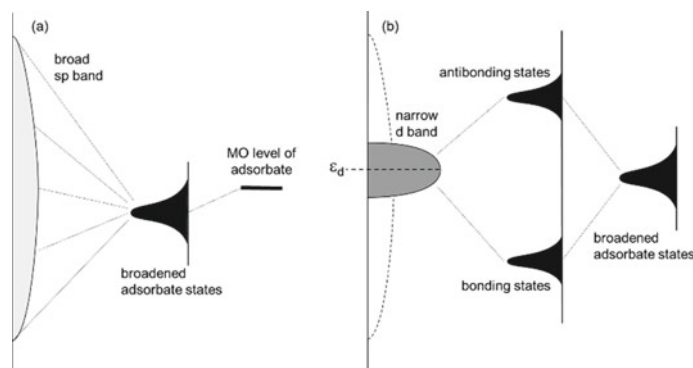 (a)
broad
sp band
MO level of
adsorbate
broadened
adsorbate states
(b)
antibonding states
narrow
d band
εd
broadened
adsorbate states
bonding states